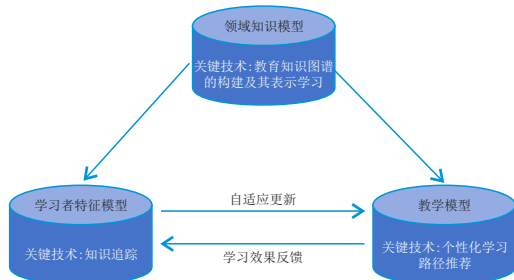 领域知识模型
关键技术:教育知识图谱
的构建及其表示学习
学习者特征模型
关键技术:知识追踪
自适应更新
学习效果反馈
教学模型
关键技术:个性化学习
路径推荐